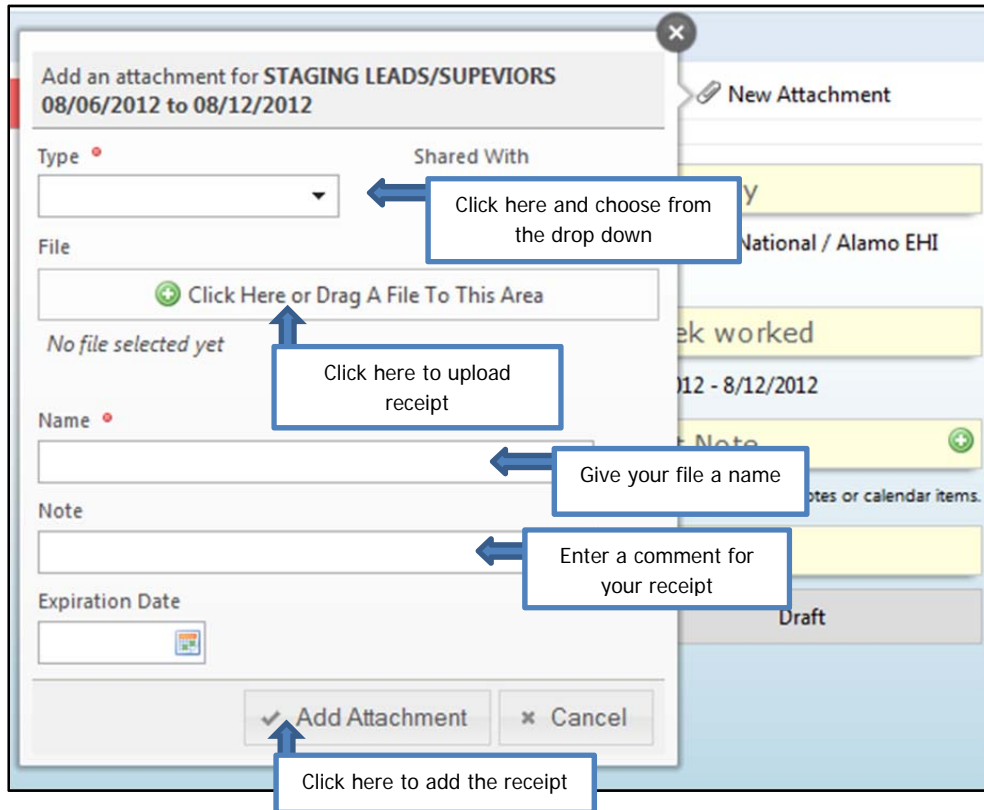 Add an attachment for STAGING LEADS/SUPEVIORS
08/06/2012 to 08/12/2012
New Attachment
Type
Shared With
Click here and choose from
the drop down
y
National / Alamo EHI
File
Click Here or Drag A File To This Area
No file selected yet
Click here to upload
receipt
ek worked
012 - 8/12/2012
Name
Give your file a name
t Note
otes or calendar items.
Note
Enter a comment for
your receipt
Expiration Date
Draft
Add Attachment
Cancel
Click here to add the receipt